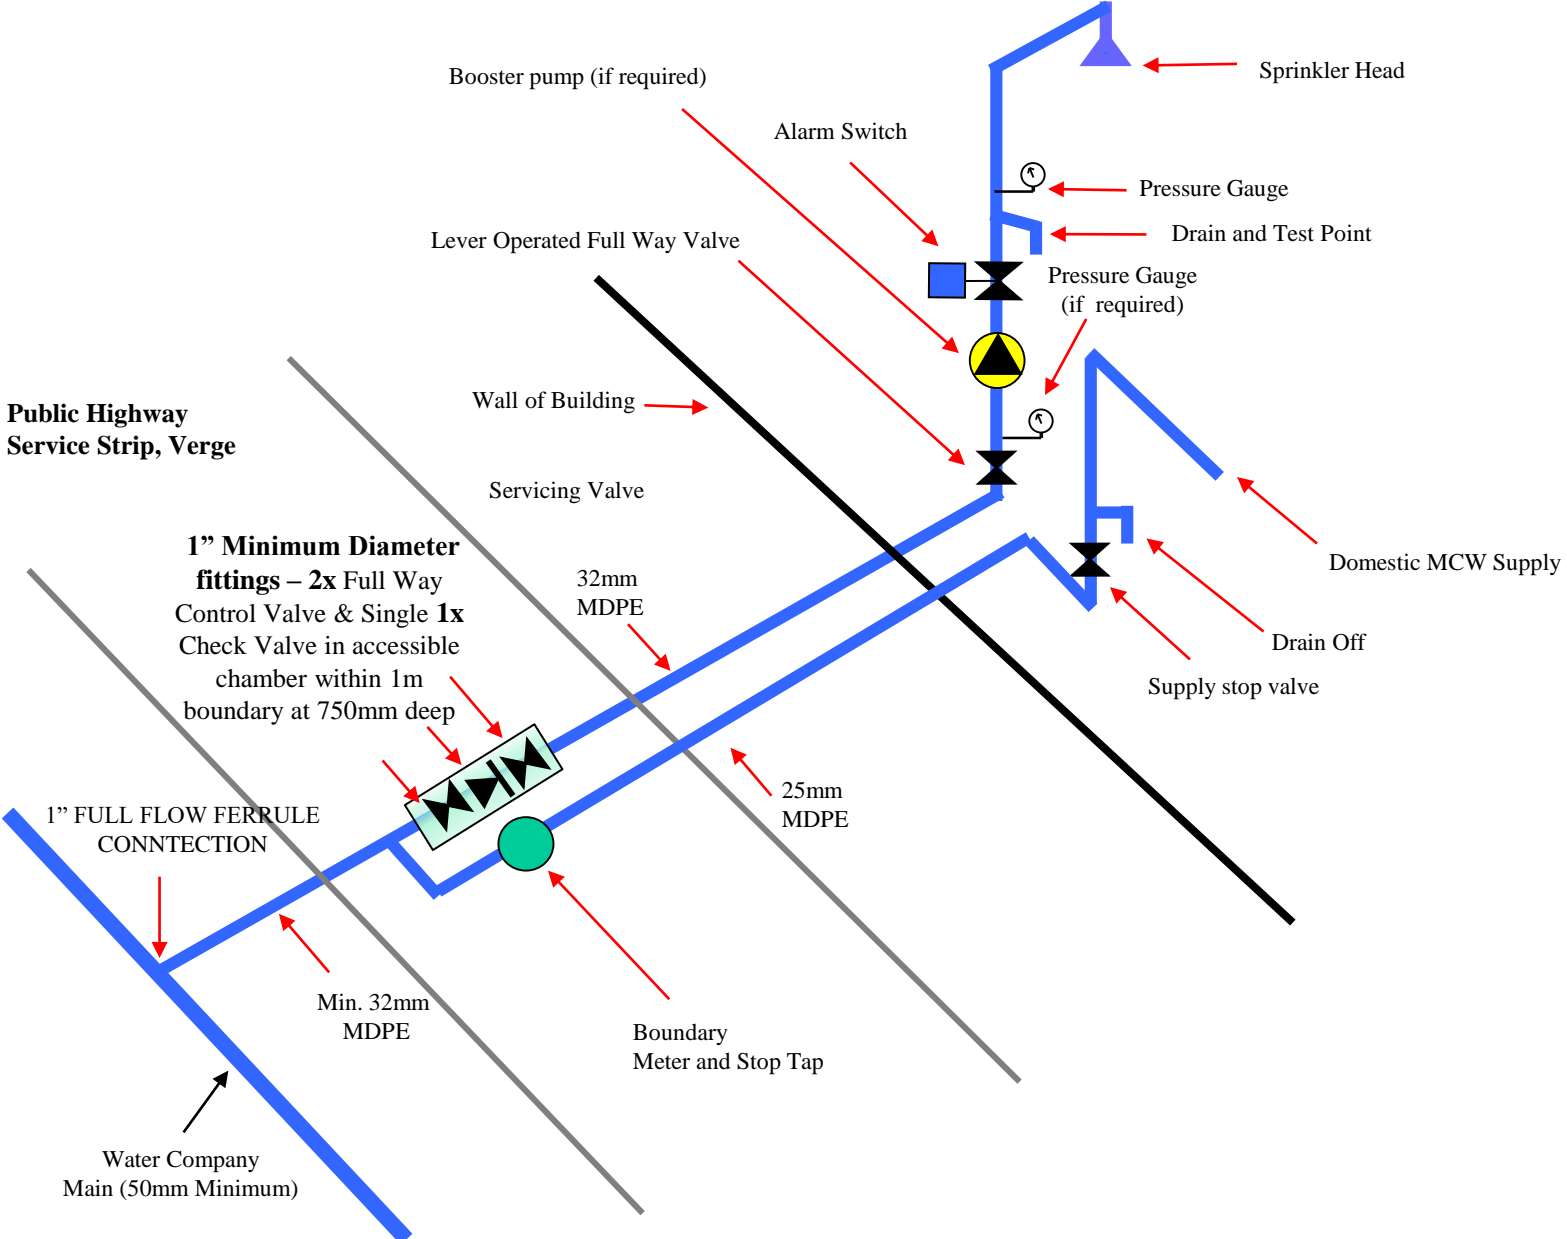 Booster pump (if required)
Sprinkler Head
Alarm Switch
Pressure Gauge
Drain and Test Point
Lever Operated Full Way Valve
Pressure Gauge
(if  required)
Wall of Building
Public Highway
Service Strip, Verge
Servicing Valve
1” Minimum Diameter
fittings – 2x Full Way
Control Valve & Single 1x
Check Valve in accessible
chamber within 1m
boundary at 750mm deep
32mm
MDPE
Domestic MCW Supply
Drain Off
Supply stop valve
25mm
MDPE
1” FULL FLOW FERRULE
CONNTECTION
Min. 32mm
MDPE
Boundary
Meter and Stop Tap
Water Company
Main (50mm Minimum)